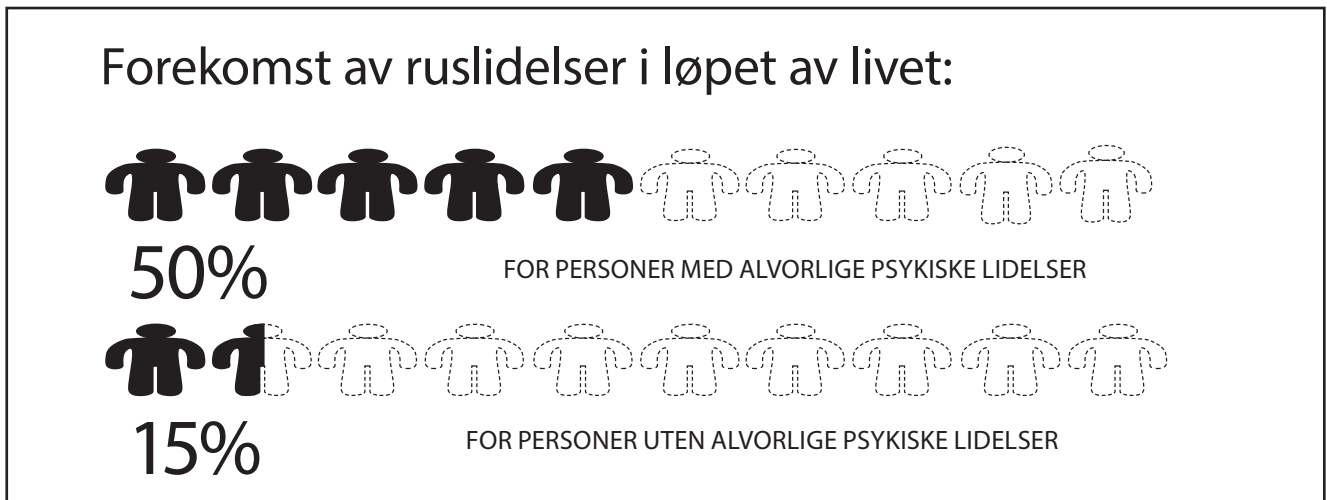 Forekomst av ruslidelser i løpet av livet:
50%
FOR PERSONER MED ALVORLIGE PSYKISKE LIDELSER
15%
FOR PERSONER UTEN ALVORLIGE PSYKISKE LIDELSER